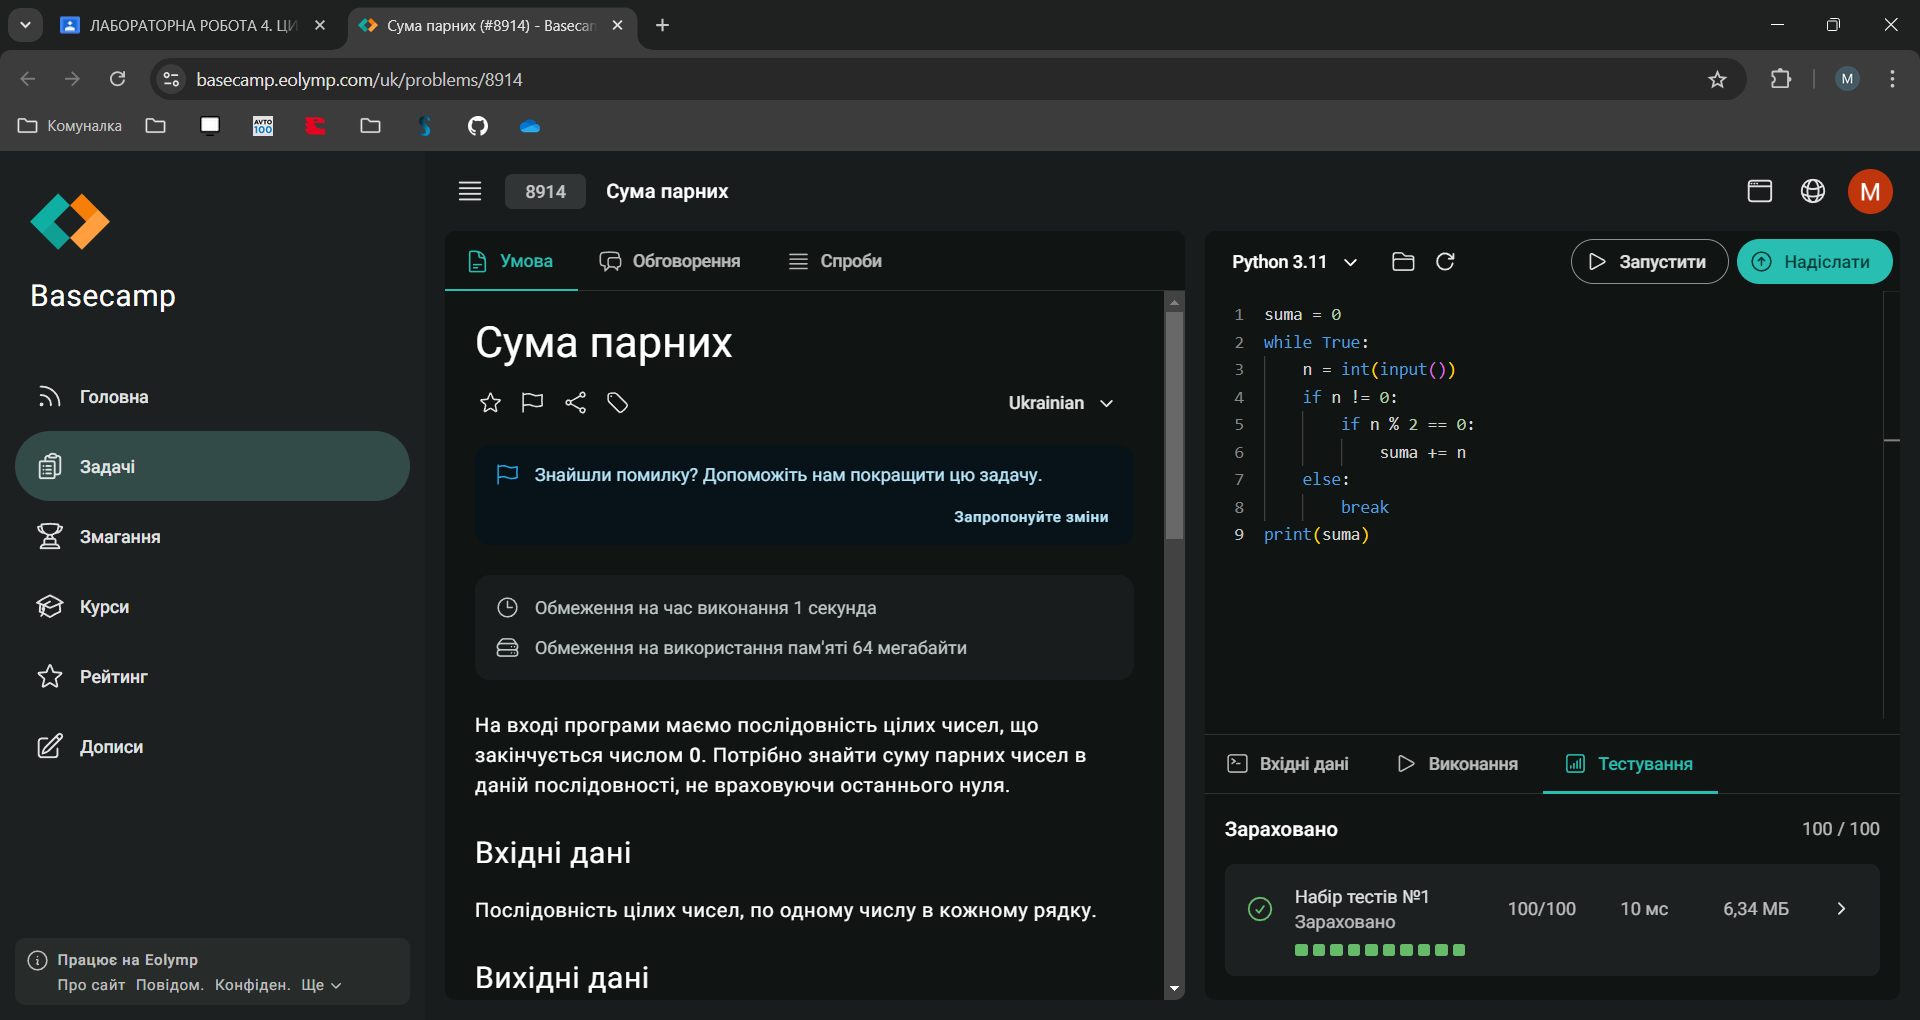 ЛАБОРАТОРНА РОБОТА 4. ЦИ
Сума парних (#8914) - Basecam
basecamp.eolymp.com/uk/problems/8914
M
Комуналка
AVTO
100
Basecamp
Головна
Задачі
Змагання
Курси
Рейтинг
Дописи
Працює на Eolymp
Про сайт Повідом. Конфіден. Ще
8914
Сума парних
M
Умова
Обговорення
Спроби
Сума парних
Ukrainian
Знайшли помилку? Допоможіть нам покращити цю задачу.
Запропонуйте зміни
Обмеження на час виконання 1 секунда
Обмеження на використання пам'яті 64 мегабайти
На вході програми маємо послідовність цілих чисел, що
закінчується числом 0. Потрібно знайти суму парних чисел в
даній послідовності, не враховуючи останнього нуля.
Вхідні дані
Послідовність цілих чисел, по одному числу в кожному рядку.
Вихідні дані
Python 3.11
Запустити
Надіслати
1 suma = 0
2 while True:
3 n = int(input())
4 if n != 0:
5 if n % 2 == 0:
6 suma += n
7 else:
8 break
9 print(suma)
Вхідні дані
Виконання
Тестування
Зараховано
100 / 100
Набір тестів №1
Зараховано
100/100
10 мс
6,34 МБ